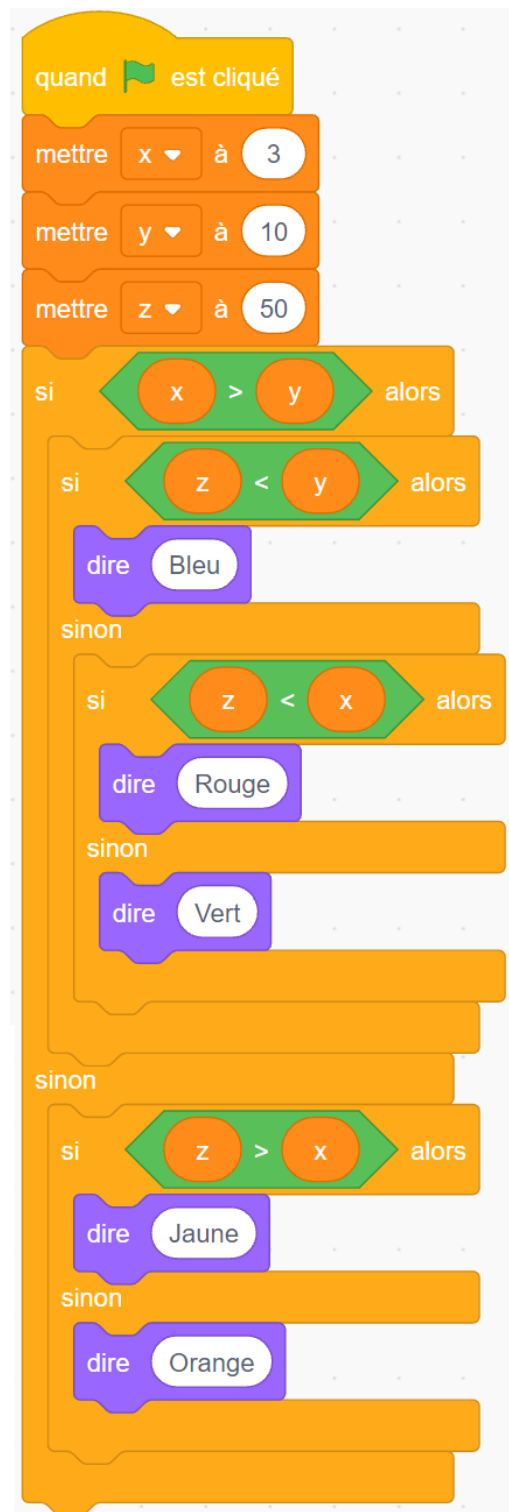 quand est cliqué
mettre x à 3
mettre y à 10
mettre z à 50
si x > y alors
si z < y alors
dire Bleu
sinon
si z < x alors
dire Rouge
sinon
dire Vert
sinon
si z > x alors
dire Jaune
sinon
dire Orange